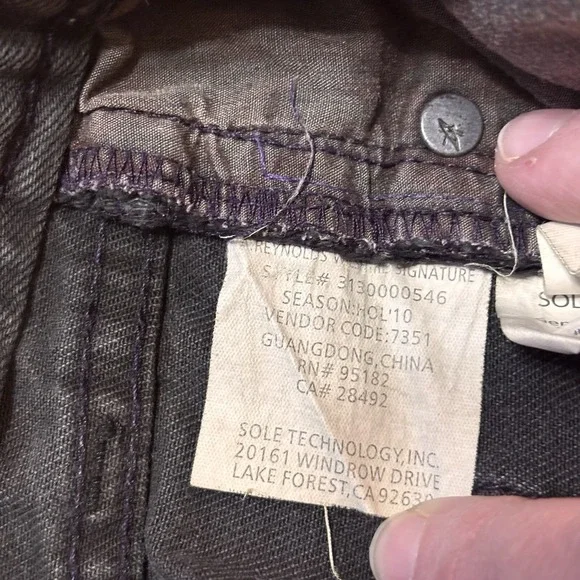 REYNOLDS SIGNATURE
STYLE# 3130000546
SEASON:HOL'10
VENDOR CODE:7351
GUANGDONG,CHINA
RN# 95182
CA# 28492
SOLE TECHNOLOGY,INC.
20161 WINDROW DRIVE
LAKE FOREST,CA 92630